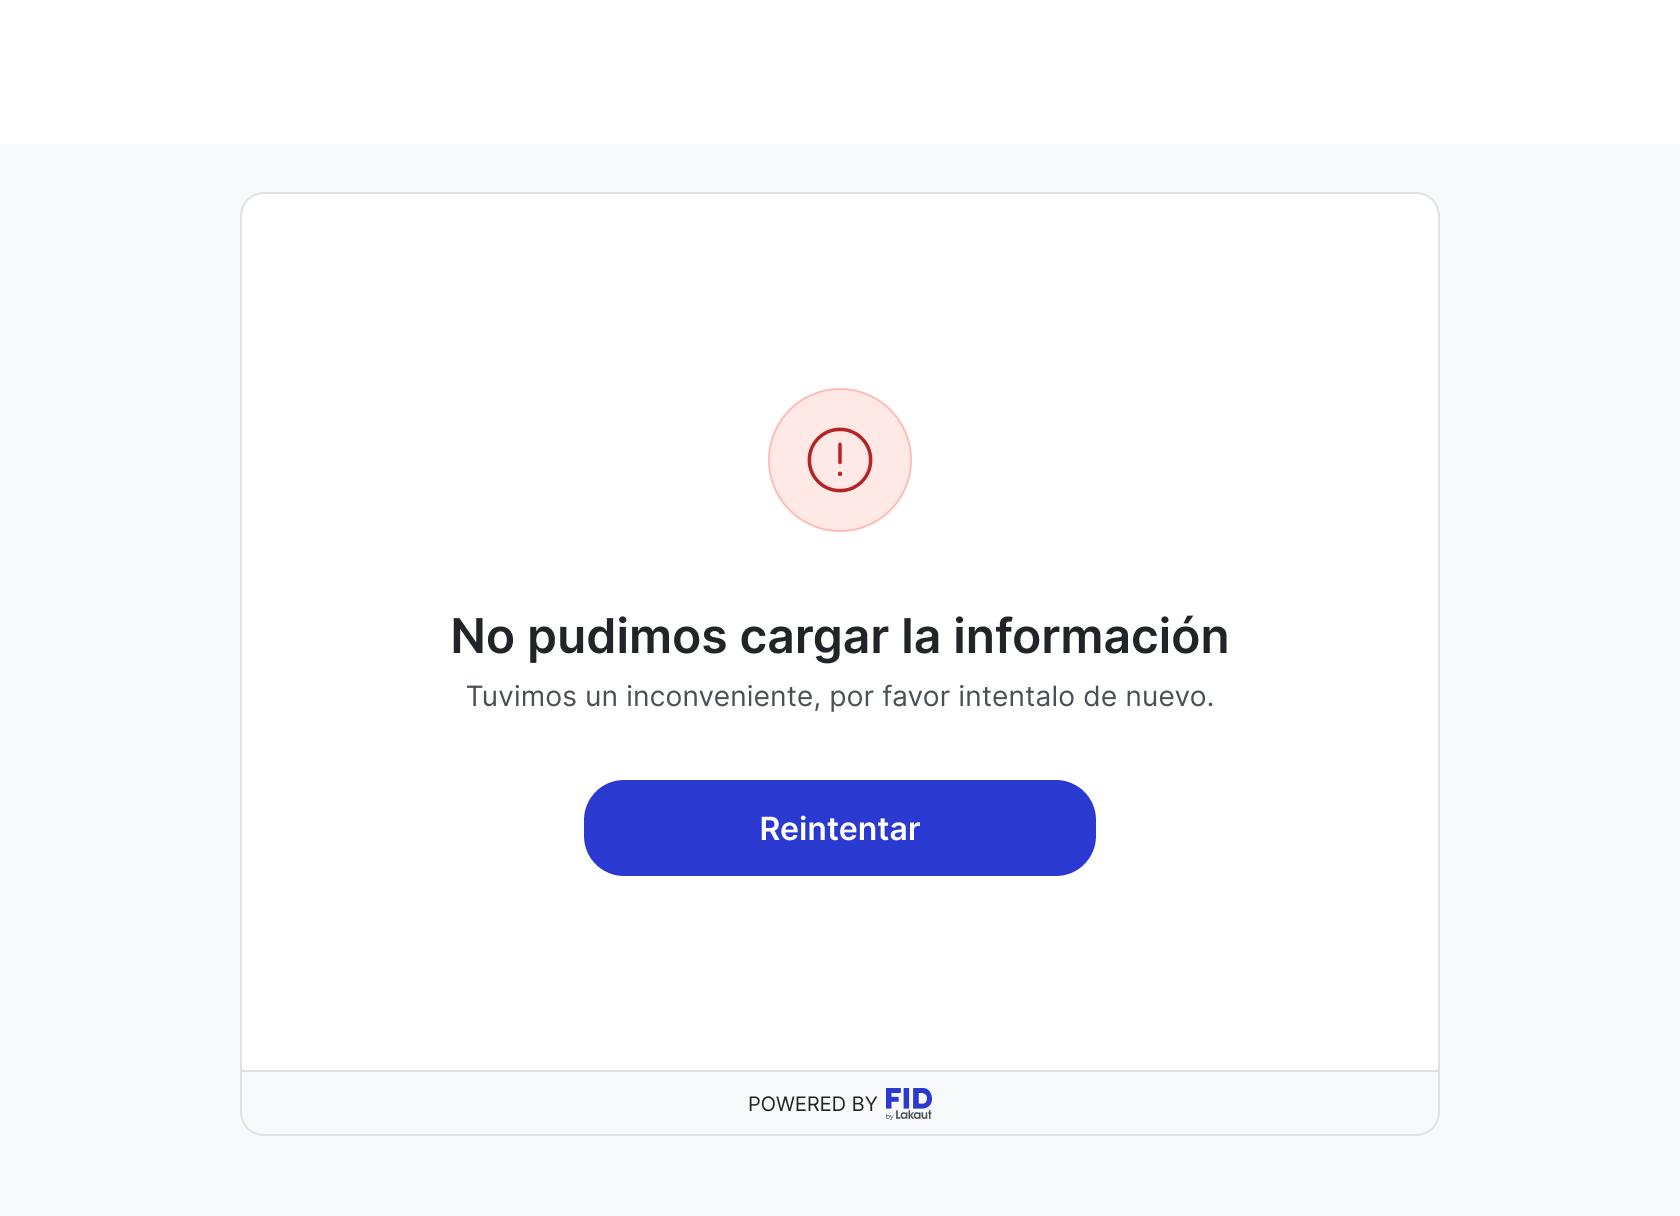 No pudimos cargar la información
Tuvimos un inconveniente, por favor intentalo de nuevo.
Reintentar
POWERED BY FID
by Lakaut